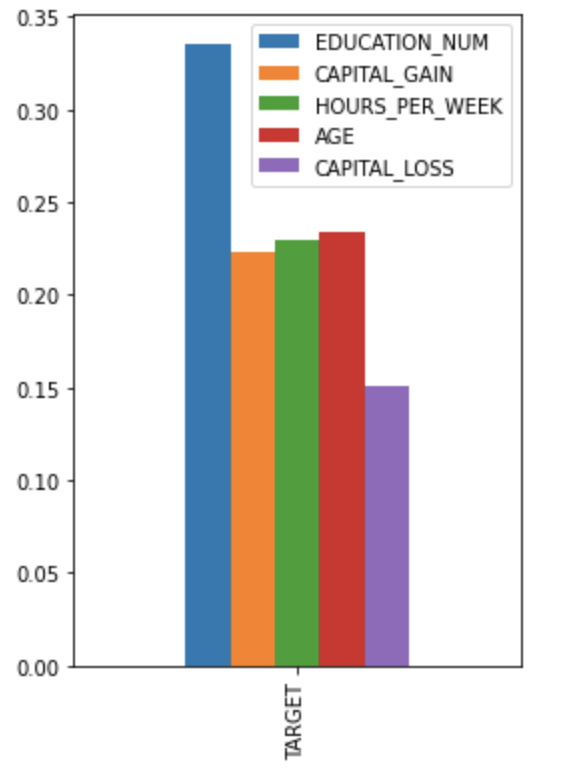 0.35
0.30
0.25
0.20
0.15
0.10
0.05
0.00
EDUCATION_NUM
CAPITAL_GAIN
HOURS_PER_WEEK
AGE
CAPITAL_LOSS
TARGET